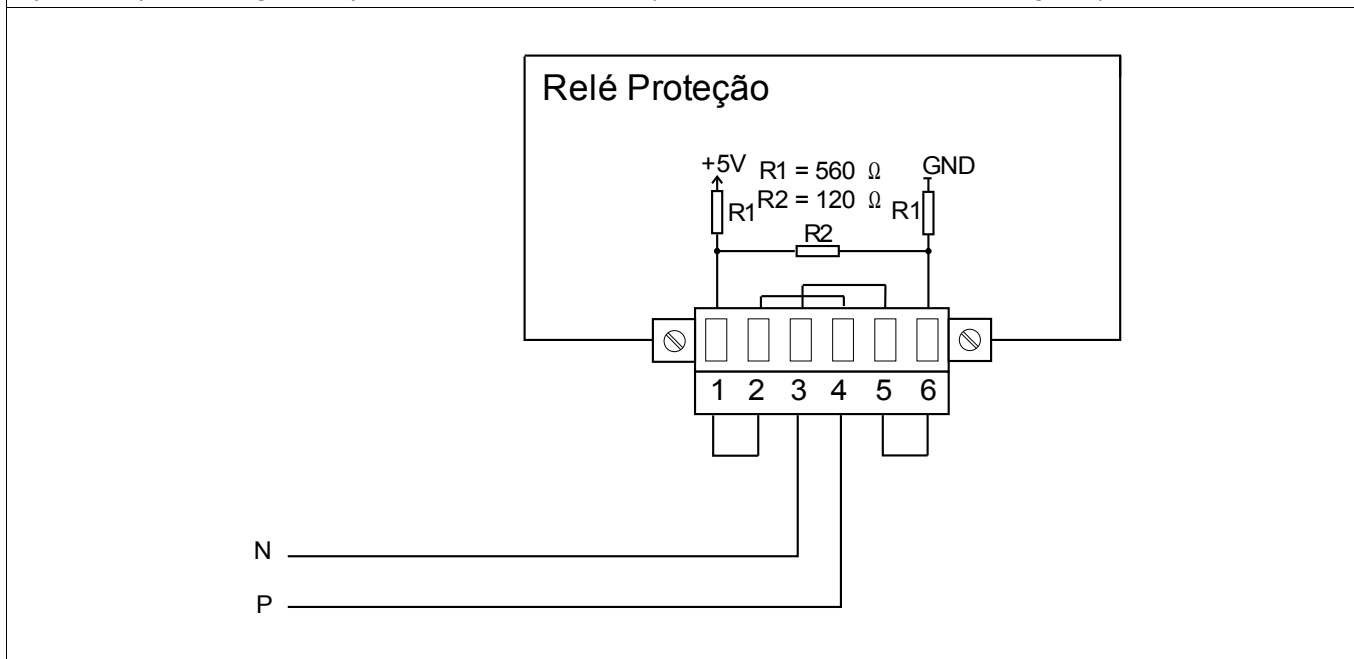 Relé Proteção
+5V
R1 = 560 Ω
GND
R1
R2 = 120 Ω
R1
R2
1 2 3 4 5 6
N
P